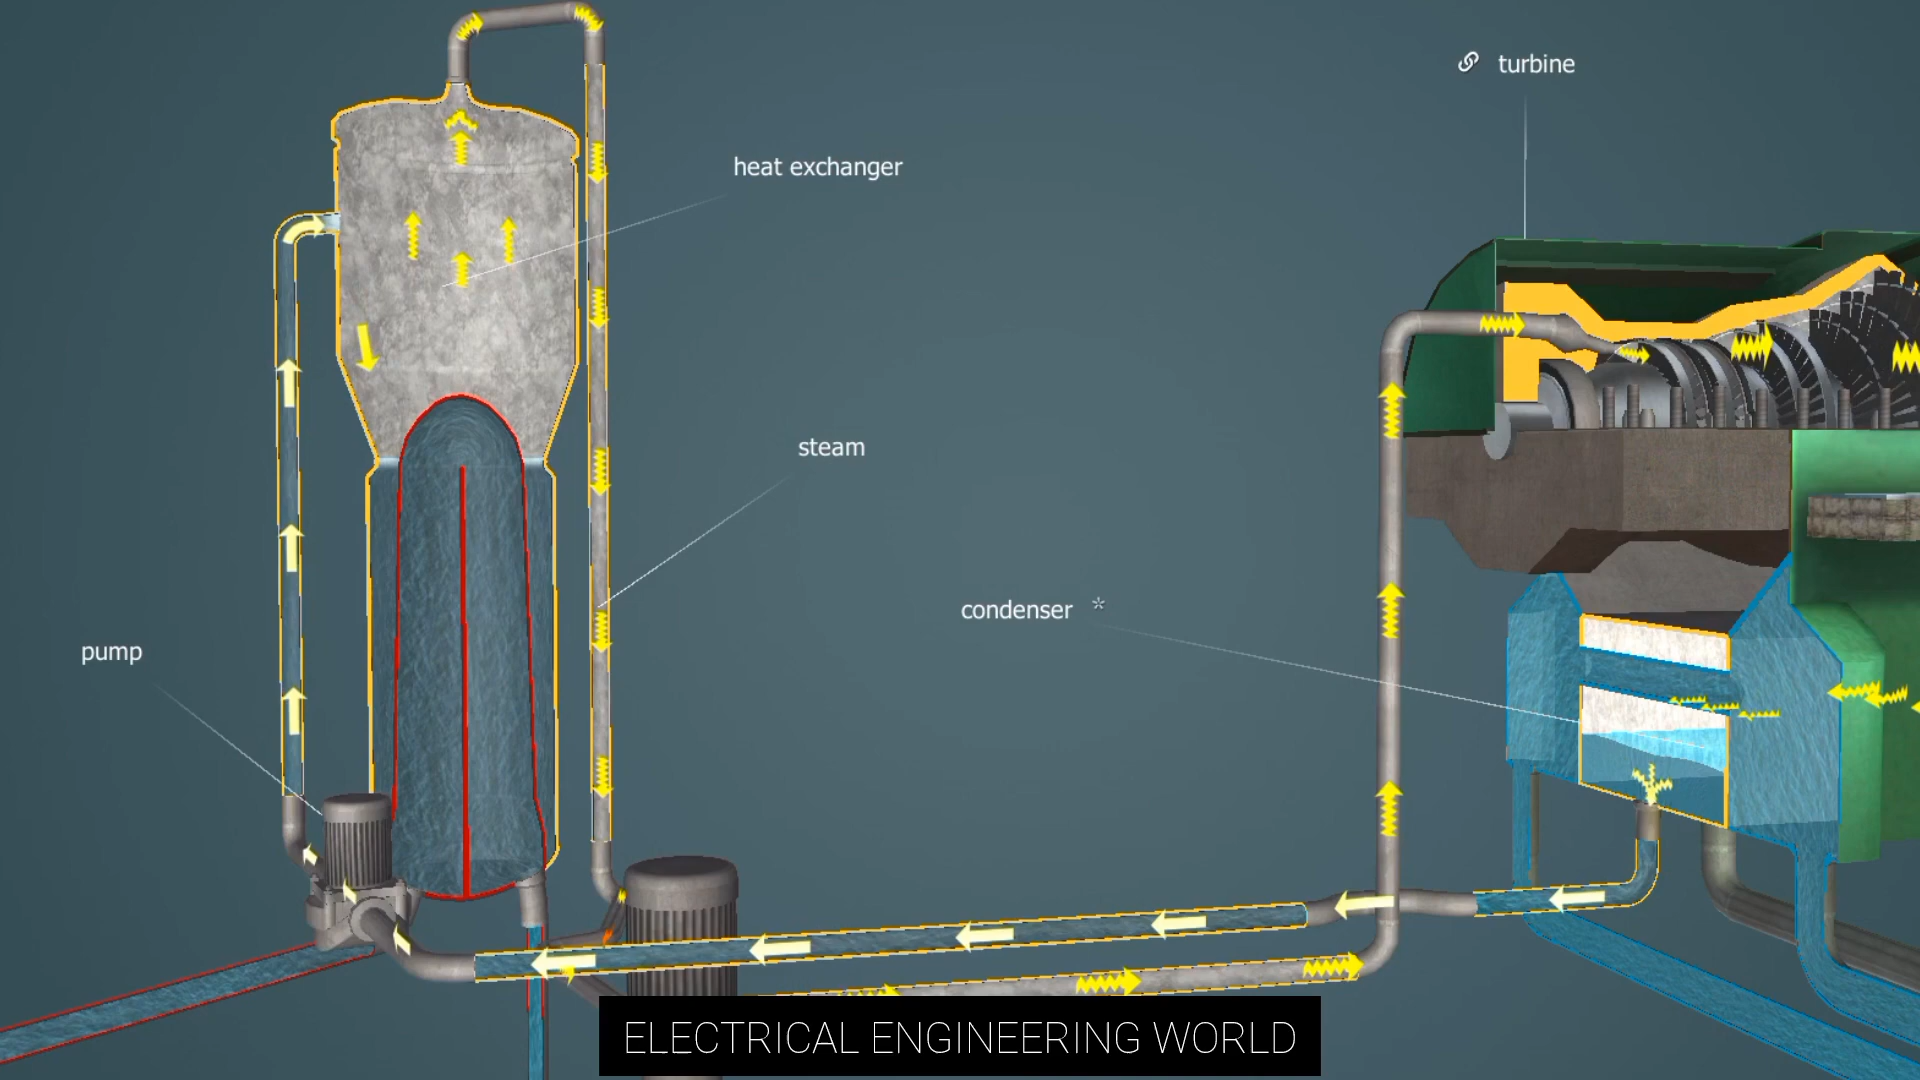 turbine
heat exchanger
steam
condenser *
pump
ELECTRICAL ENGINEERING WORLD